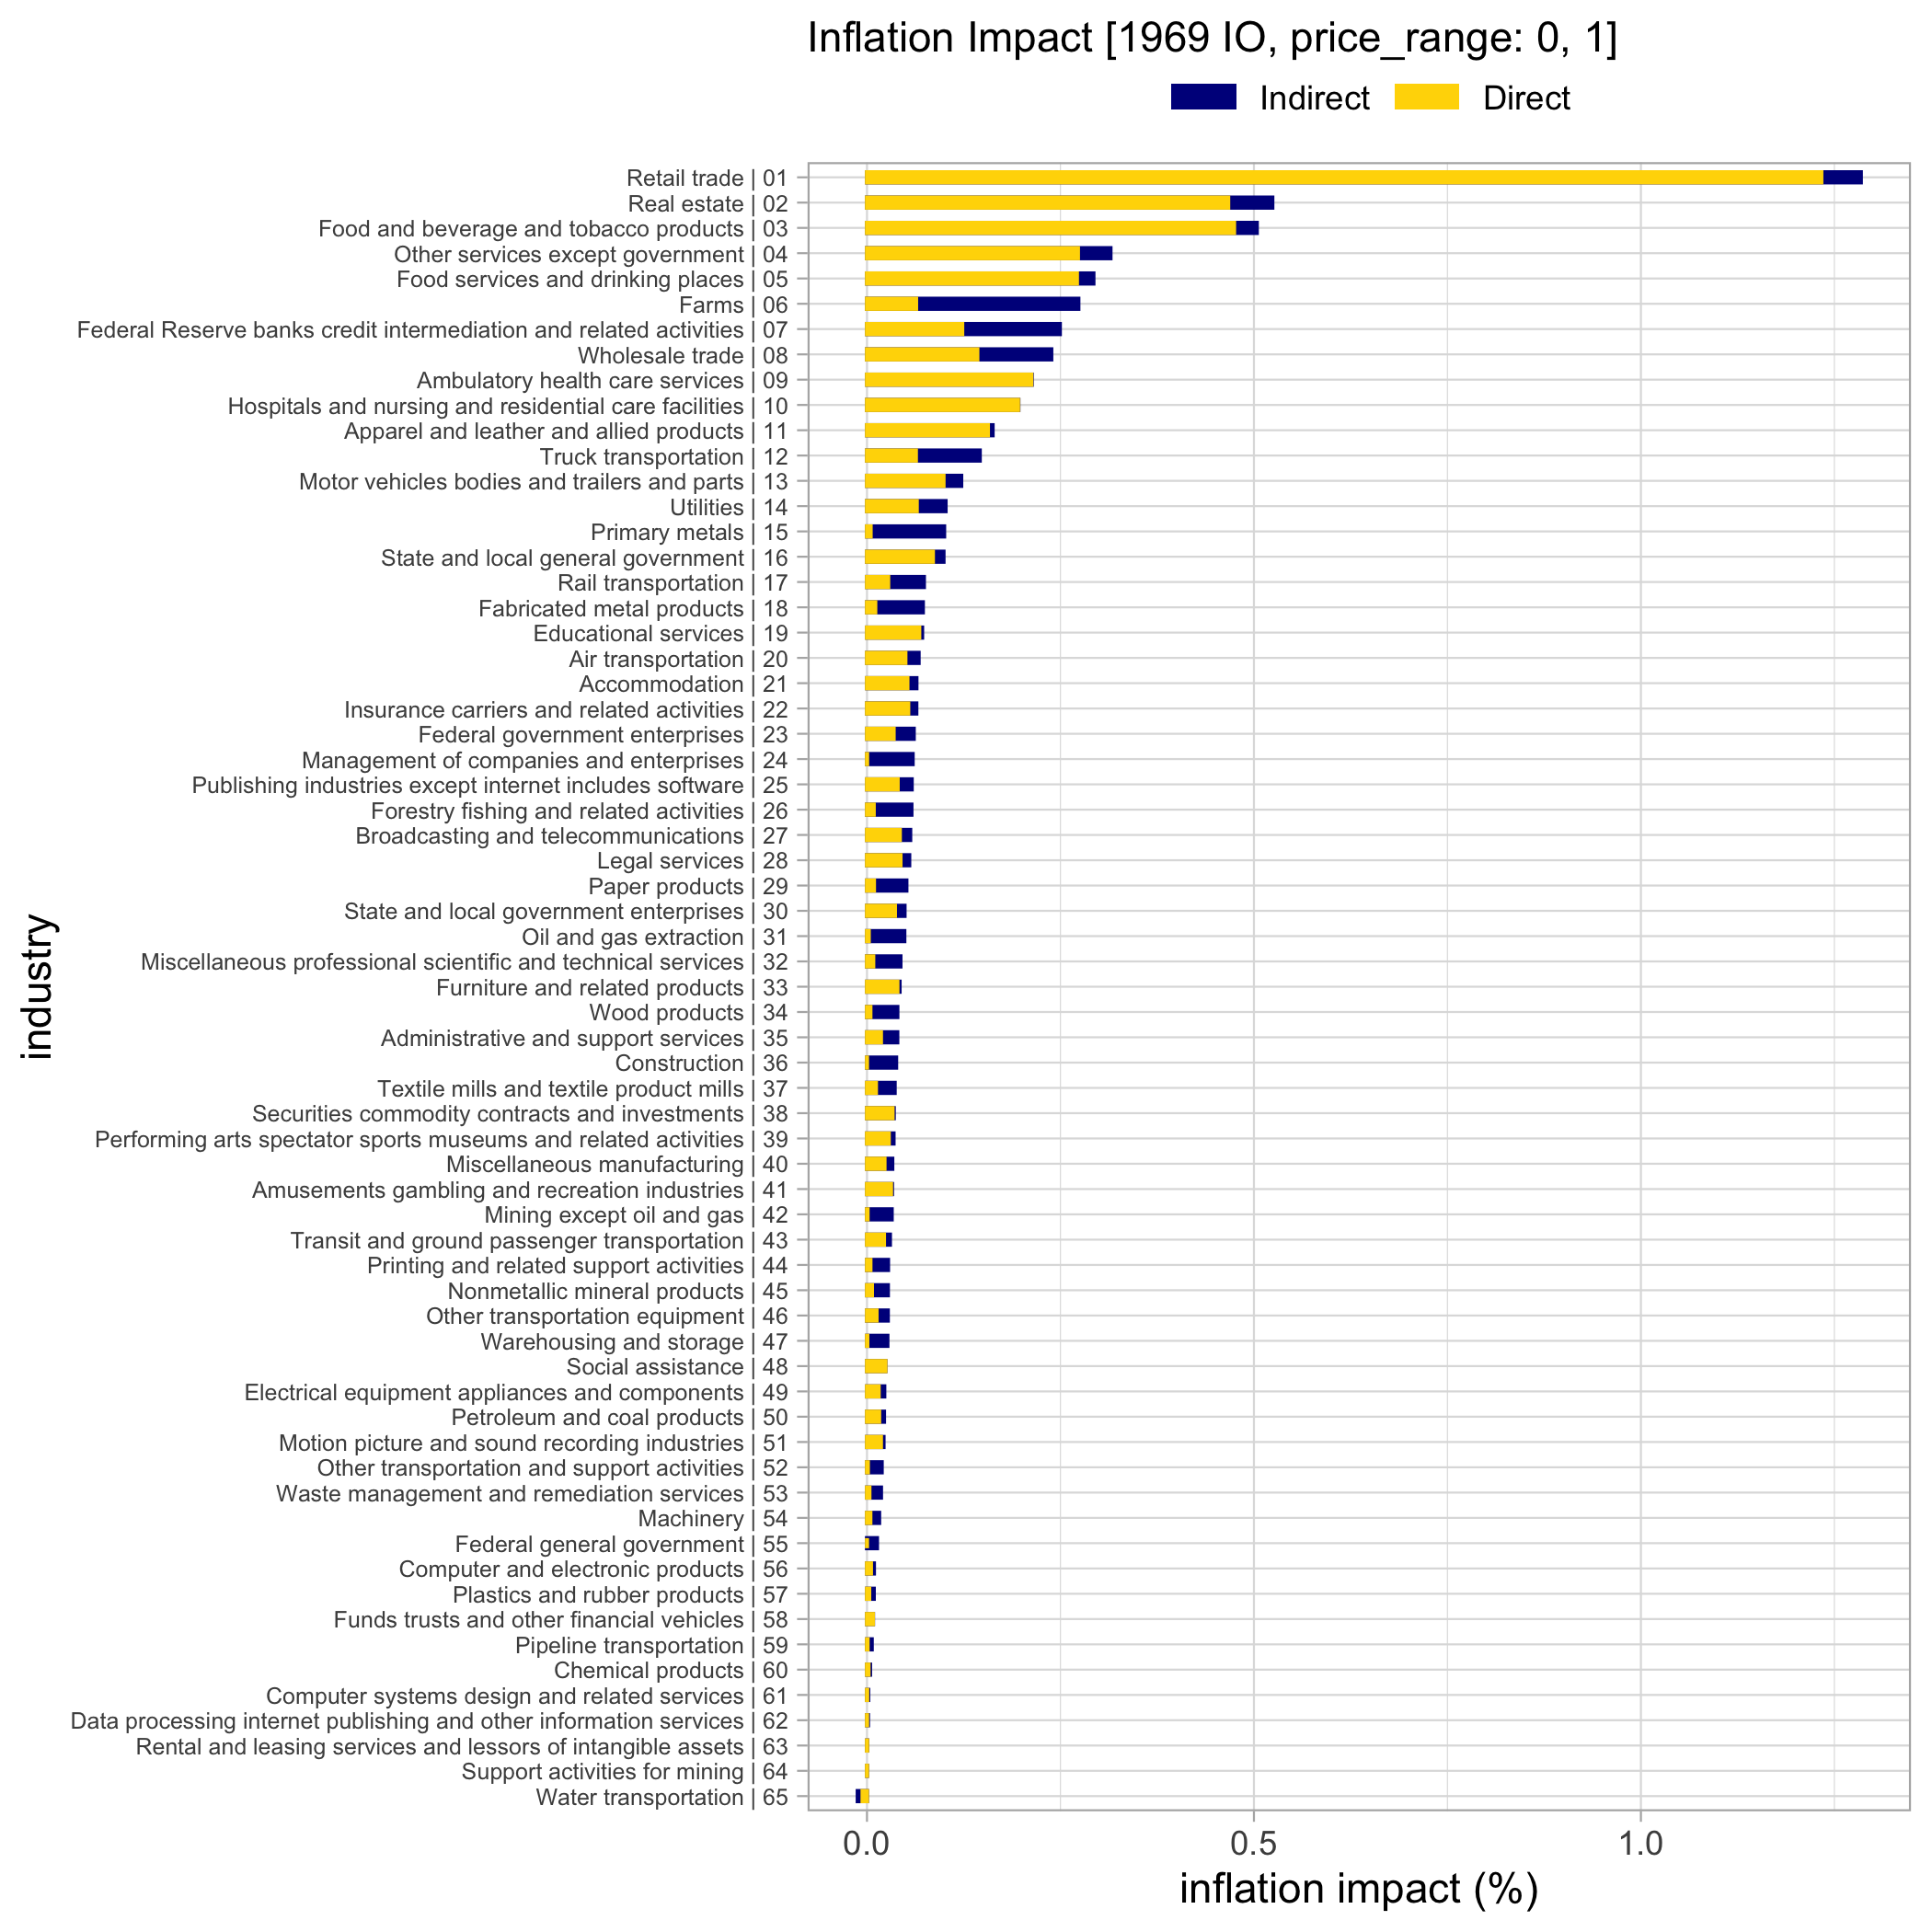 Inflation Impact [1969 IO, price_range: 0, 1]
Indirect Direct
Retail trade | 01
Real estate | 02
Food and beverage and tobacco products | 03
Other services except government | 04
Food services and drinking places | 05
Farms | 06
Federal Reserve banks credit intermediation and related activities | 07
Wholesale trade | 08
Ambulatory health care services | 09
Hospitals and nursing and residential care facilities | 10
Apparel and leather and allied products | 11
Truck transportation | 12
Motor vehicles bodies and trailers and parts | 13
Utilities | 14
Primary metals | 15
State and local general government | 16
Rail transportation | 17
Fabricated metal products | 18
Educational services | 19
Air transportation | 20
Accommodation | 21
Insurance carriers and related activities | 22
Federal government enterprises | 23
Management of companies and enterprises | 24
Publishing industries except internet includes software | 25
Forestry fishing and related activities | 26
Broadcasting and telecommunications | 27
Legal services | 28
Paper products | 29
State and local government enterprises | 30
Oil and gas extraction | 31
Miscellaneous professional scientific and technical services | 32
Furniture and related products | 33
Wood products | 34
Administrative and support services | 35
Construction | 36
Textile mills and textile product mills | 37
Securities commodity contracts and investments | 38
Performing arts spectator sports museums and related activities | 39
Miscellaneous manufacturing | 40
Amusements gambling and recreation industries | 41
Mining except oil and gas | 42
Transit and ground passenger transportation | 43
Printing and related support activities | 44
Nonmetallic mineral products | 45
Other transportation equipment | 46
Warehousing and storage | 47
Social assistance | 48
Electrical equipment appliances and components | 49
Petroleum and coal products | 50
Motion picture and sound recording industries | 51
Other transportation and support activities | 52
Waste management and remediation services | 53
Machinery | 54
Federal general government | 55
Computer and electronic products | 56
Plastics and rubber products | 57
Funds trusts and other financial vehicles | 58
Pipeline transportation | 59
Chemical products | 60
Computer systems design and related services | 61
Data processing internet publishing and other information services | 62
Rental and leasing services and lessors of intangible assets | 63
Support activities for mining | 64
Water transportation | 65
industry
0.0 0.5 1.0
inflation impact (%)